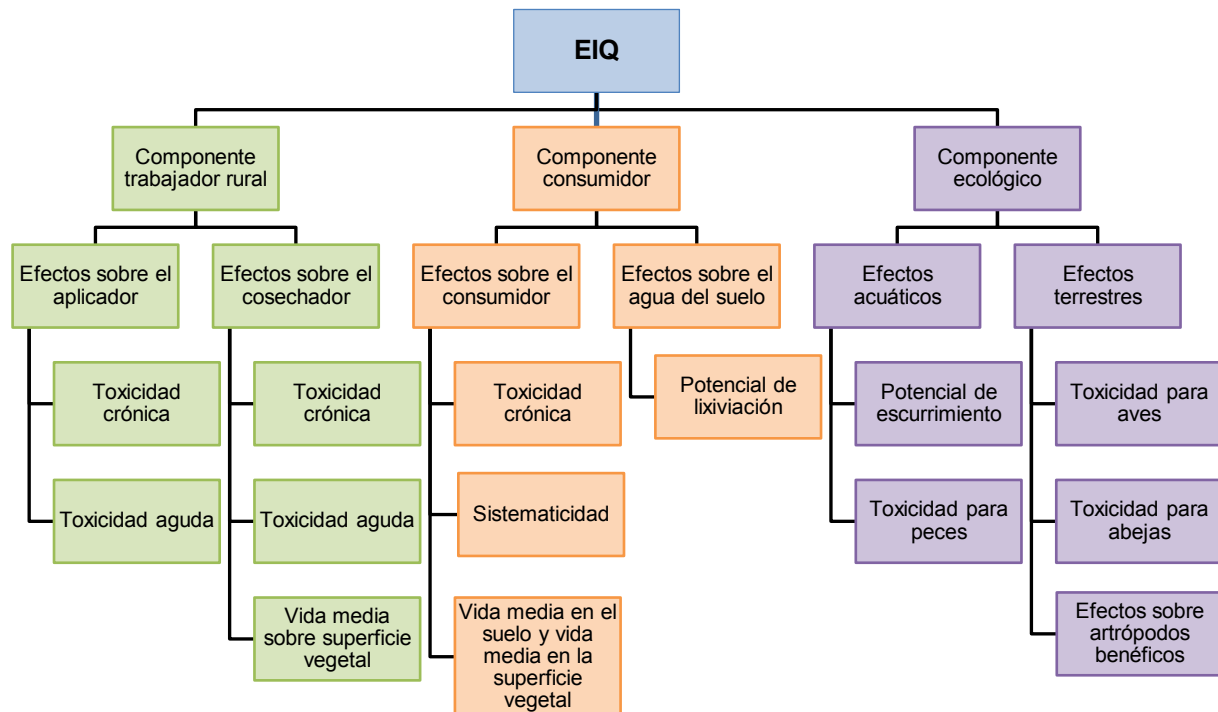 EIQ
Componente
trabajador rural
Componente
consumidor
Componente
ecológico
Efectos sobre el
aplicador
Efectos sobre el
cosechador
Efectos sobre el
consumidor
Efectos sobre el
agua del suelo
Efectos
acuáticos
Efectos
terrestres
Toxicidad
crónica
Toxicidad
crónica
Toxicidad
crónica
Potencial de
lixiviación
Potencial de
escurrimiento
Toxicidad para
aves
Toxicidad aguda
Toxicidad aguda
Sistematicidad
Toxicidad para
peces
Toxicidad para
abejas
Vida media
sobre superficie
vegetal
Vida media en el
suelo y vida
media en la
superficie
vegetal
Efectos sobre
artrópodos
benéficos